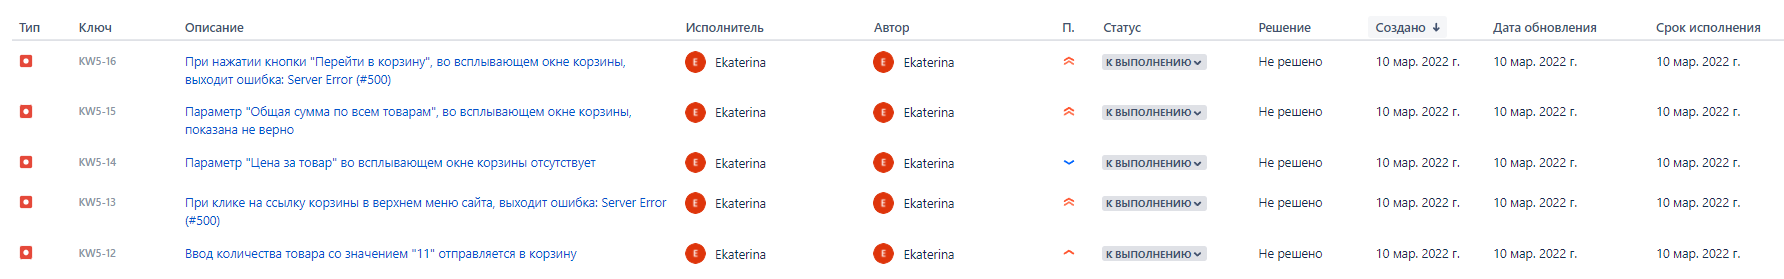 Тип Ключ Описание Исполнитель Автор П. Статус Решение Создано Дата обновления Срок исполнения
KW5-16 При нажатии кнопки "Перейти в корзину", во всплывающем окне корзины, E Ekaterina E Ekaterina К ВЫПОЛНЕНИЮ Не решено 10 мар. 2022 г. 10 мар. 2022 г. 10 мар. 2022 г.
выходит ошибка: Server Error (#500)
KW5-15 Параметр "Общая сумма по всем товарам", во всплывающем окне корзины, E Ekaterina E Ekaterina К ВЫПОЛНЕНИЮ Не решено 10 мар. 2022 г. 10 мар. 2022 г. 10 мар. 2022 г.
показана не верно
KW5-14 Параметр "Цена за товар" во всплывающем окне корзины отсутствует E Ekaterina E Ekaterina К ВЫПОЛНЕНИЮ Не решено 10 мар. 2022 г. 10 мар. 2022 г. 10 мар. 2022 г.
KW5-13 При клике на ссылку корзины в верхнем меню сайта, выходит ошибка: Server Error E Ekaterina E Ekaterina К ВЫПОЛНЕНИЮ Не решено 10 мар. 2022 г. 10 мар. 2022 г. 10 мар. 2022 г.
(#500)
KW5-12 Ввод количества товара со значением "11" отправляется в корзину E Ekaterina E Ekaterina К ВЫПОЛНЕНИЮ Не решено 10 мар. 2022 г. 10 мар. 2022 г. 10 мар. 2022 г.